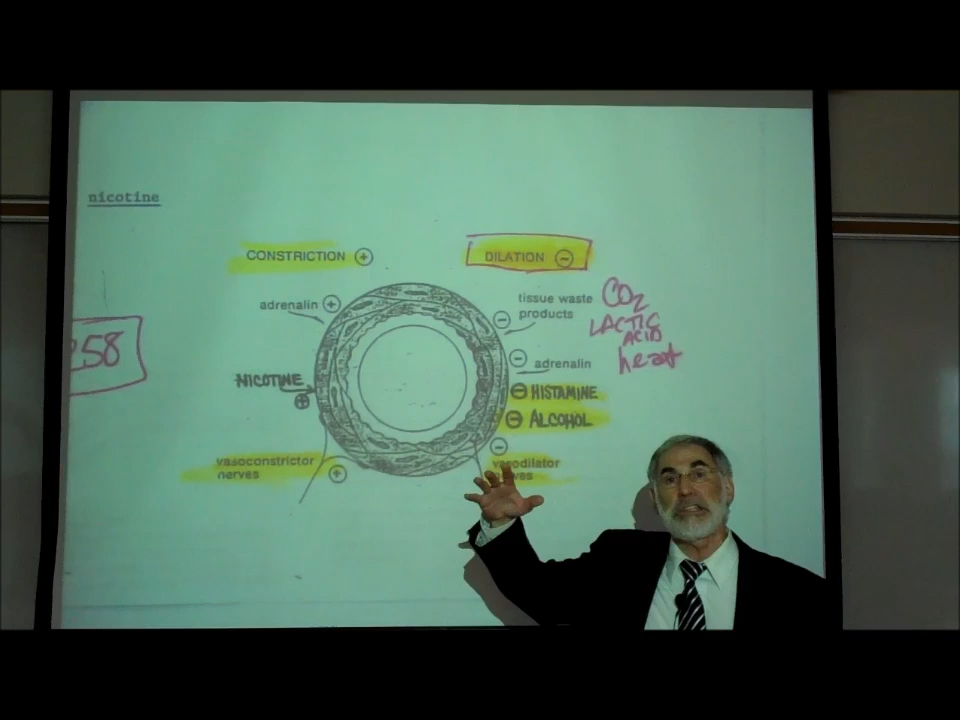 nicotine
CONSTRICTION +
DILATION −
adrenalin +
tissue waste
products
−
CO2
LACTIC
ACID
heat
258
− adrenalin
NICOTINE
+
− HISTAMINE
− ALCOHOL
vasoconstrictor
nerves
+
−
vasodilator